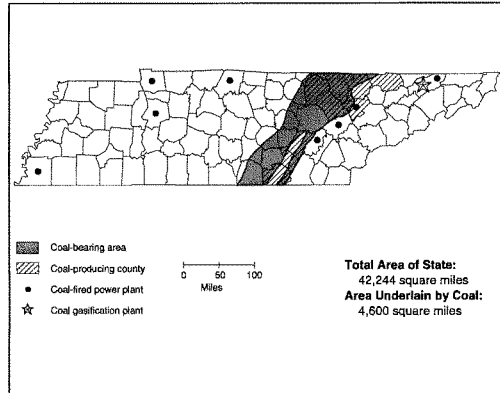 Coal-bearing area
Coal-producing county
Coal-fired power plant
Coal gasification plant
0 50 100
Miles
Total Area of State:
42,244 square miles
Area Underlain by Coal:
4,600 square miles